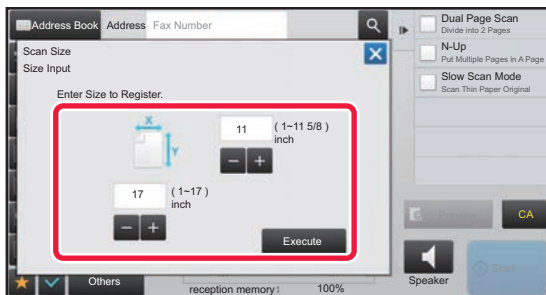 Address Book Address Fax Number
Dual Page Scan
Divide into 2 Pages
N-Up
Put Multiple Pages in A Page
Slow Scan Mode
Scan Thin Paper Original
Scan Size
Size Input
Enter Size to Register.
X
Y
11 ( 1~11 5/8 )
inch
17 ( 1~17 )
inch
Execute
CA
Start
Speaker
Others
reception memory: 100%